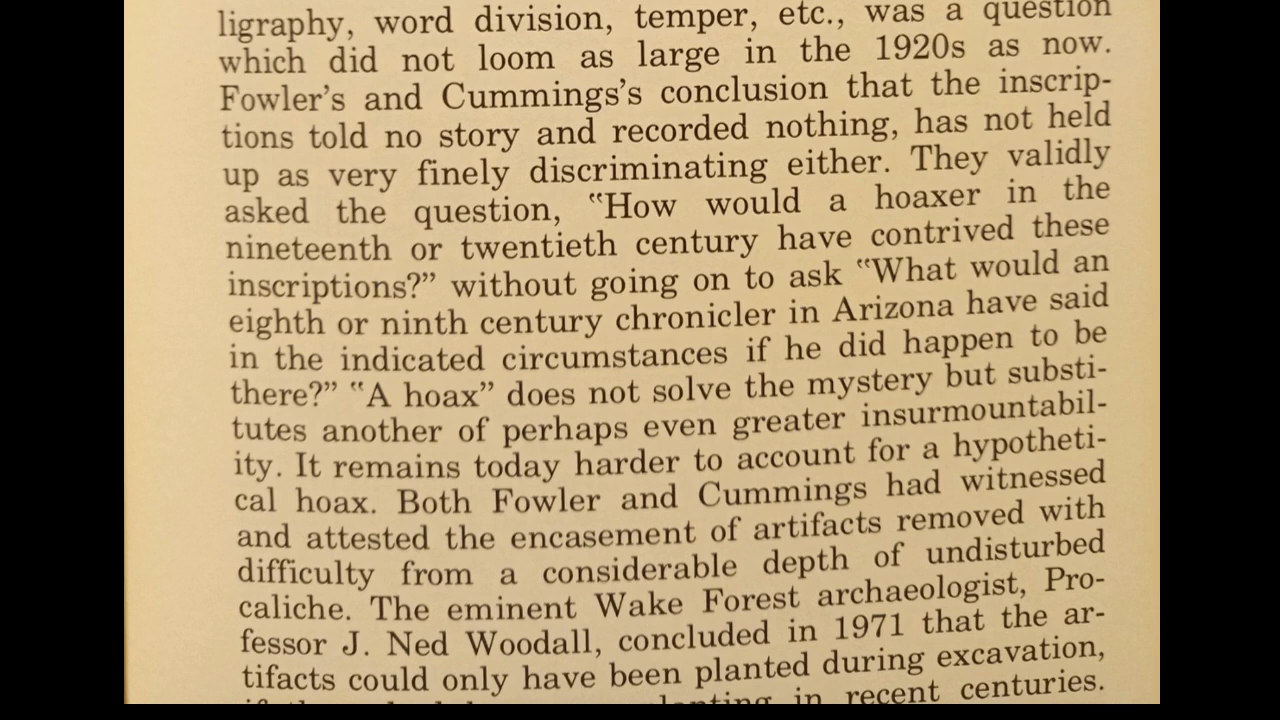 ligraphy, word division, temper, etc., was a question
which did not loom as large in the 1920s as now.
Fowler's and Cummings's conclusion that the inscrip-
tions told no story and recorded nothing, has not held
up as very finely discriminating either. They validly
asked the question, "How would a hoaxer in the
nineteenth or twentieth century have contrived these
inscriptions?" without going on to ask "What would an
eighth or ninth century chronicler in Arizona have said
in the indicated circumstances if he did happen to be
there?" "A hoax" does not solve the mystery but substi-
tutes another of perhaps even greater insurmountabil-
ity. It remains today harder to account for a hypotheti-
cal hoax. Both Fowler and Cummings had witnessed
and attested the encasement of artifacts removed with
difficulty from a considerable depth of undisturbed
caliche. The eminent Wake Forest archaeologist, Pro-
fessor J. Ned Woodall, concluded in 1971 that the ar-
tifacts could only have been planted during excavation,
in recent centuries.